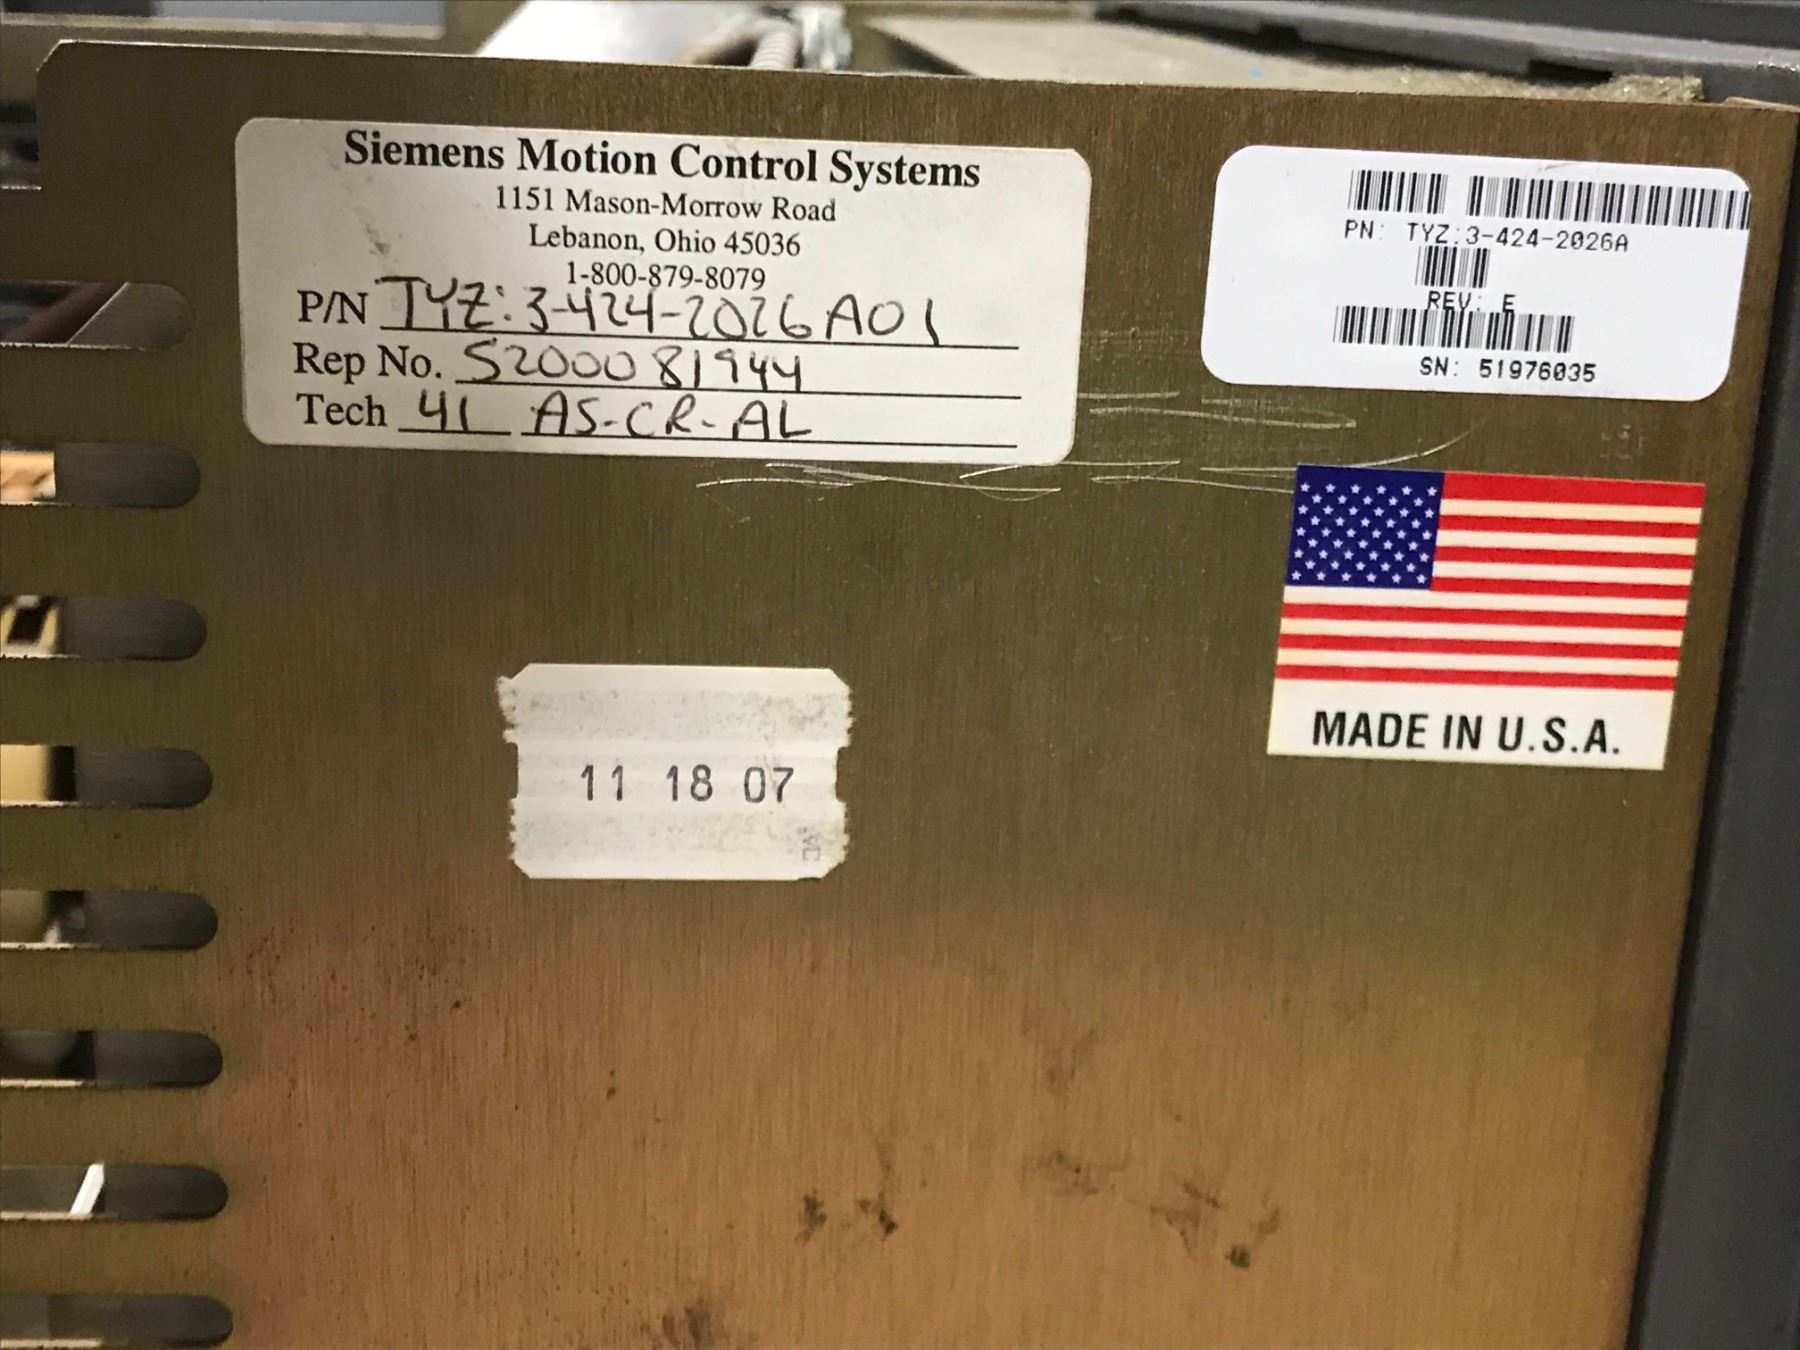 Siemens Motion Control Systems
1151 Mason-Morrow Road
Lebanon, Ohio 45036
1-800-879-8079
P/N TYZ:3-424-2026A01
Rep No. S200081944
Tech 41 AS-CR-AL
PN: TYZ:3-424-2026A
REV: E
SN: 51976035
MADE IN U.S.A.
11 18 07